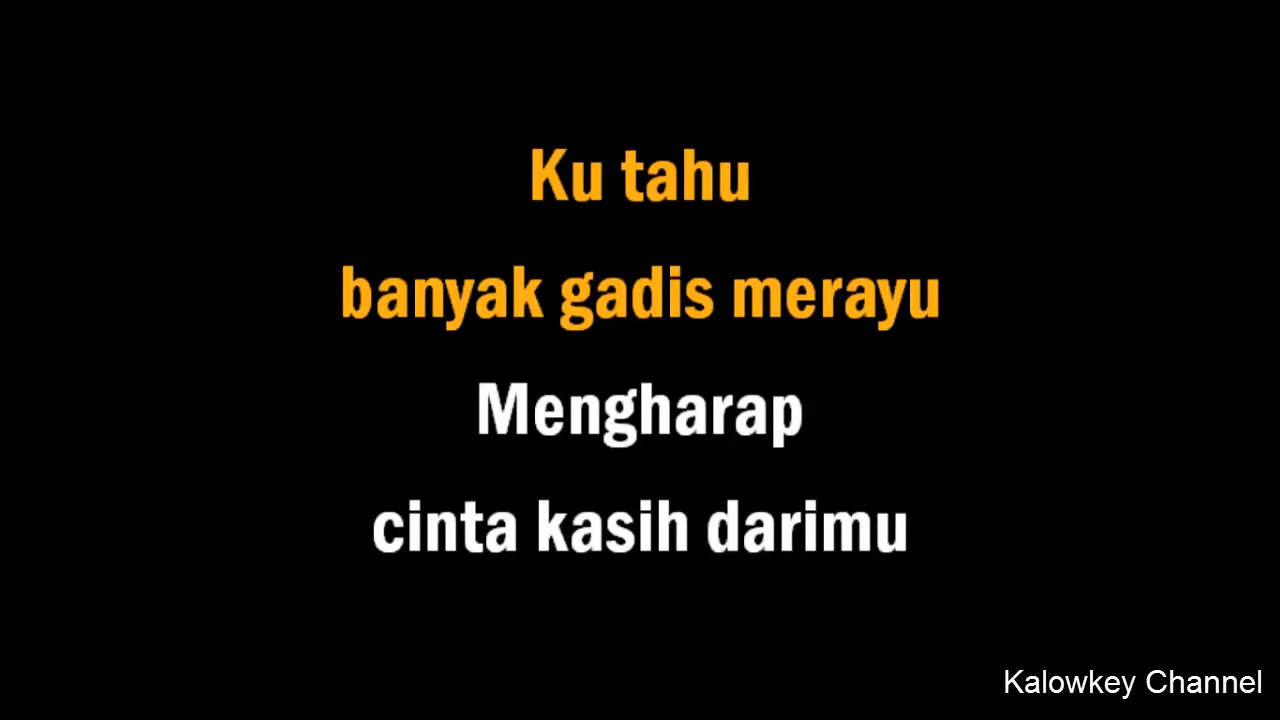 Ku tahu
banyak gadis merayu
Mengharap
cinta kasih darimu
Kalowkey Channel